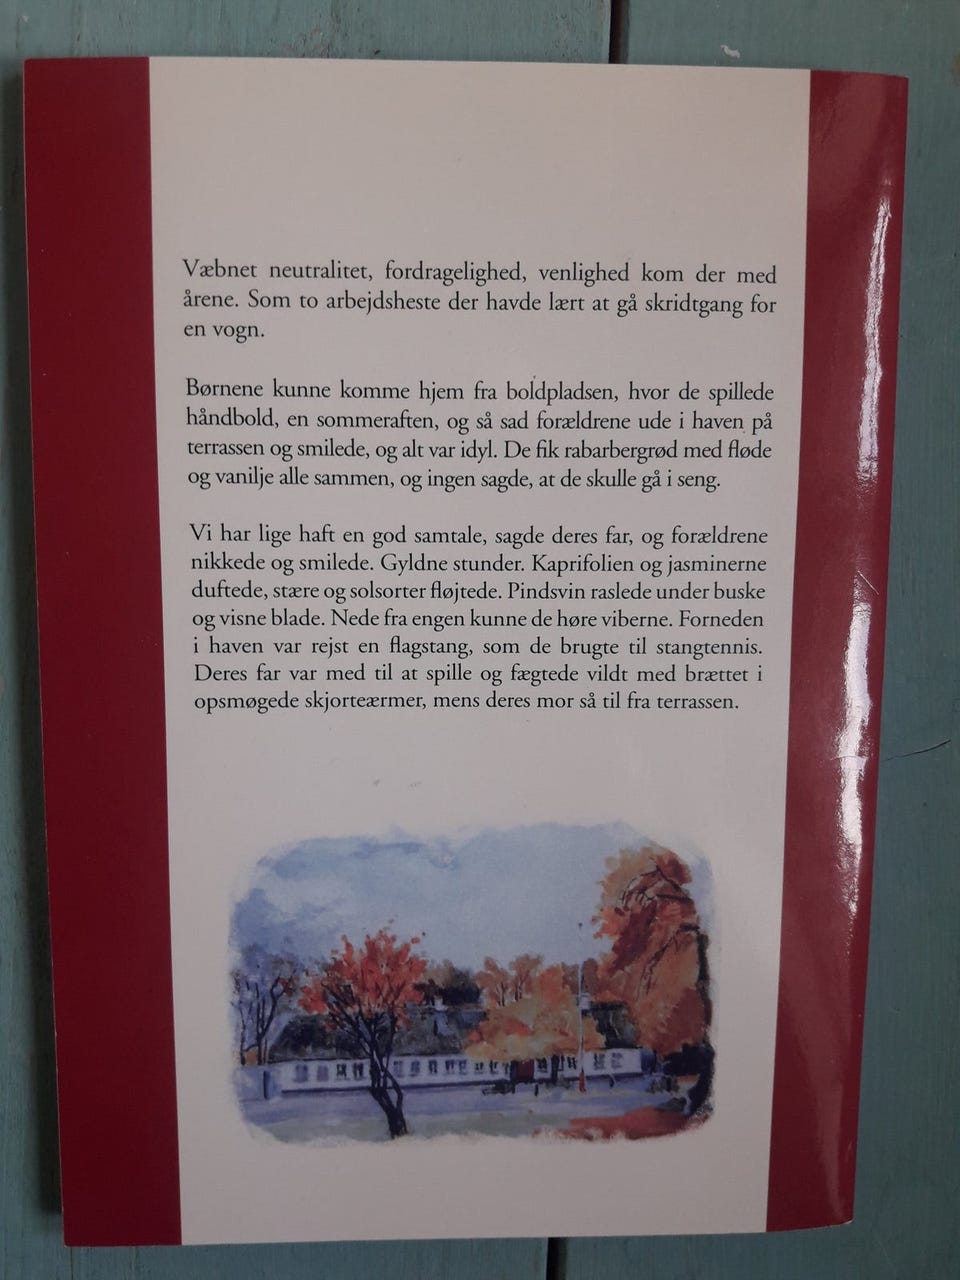 Væbnet neutralitet, fordragelighed, venlighed kom der med
årene. Som to arbejdsheste der havde lært at gå skridtgang for
en vogn.
Børnene kunne komme hjem fra boldpladsen, hvor de spillede
håndbold, en sommeraften, og så sad forældrene ude i haven på
terrassen og smilede, og alt var idyl. De fik rabarbergrød med fløde
og vanilje alle sammen, og ingen sagde, at de skulle gå i seng.
Vi har lige haft en god samtale, sagde deres far, og forældrene
nikkede og smilede. Gyldne stunder. Kaprifolien og jasminerne
duftede, stære og solsorter fløjtede. Pindsvin raslede under buske
og visne blade. Nede fra engen kunne de høre viberne. Forneden
i haven var rejst en flagstang, som de brugte til stangtennis.
Deres far var med til at spille og fægtede vildt med brættet i
opsmøgede skjorteærmer, mens deres mor så til fra terrassen.